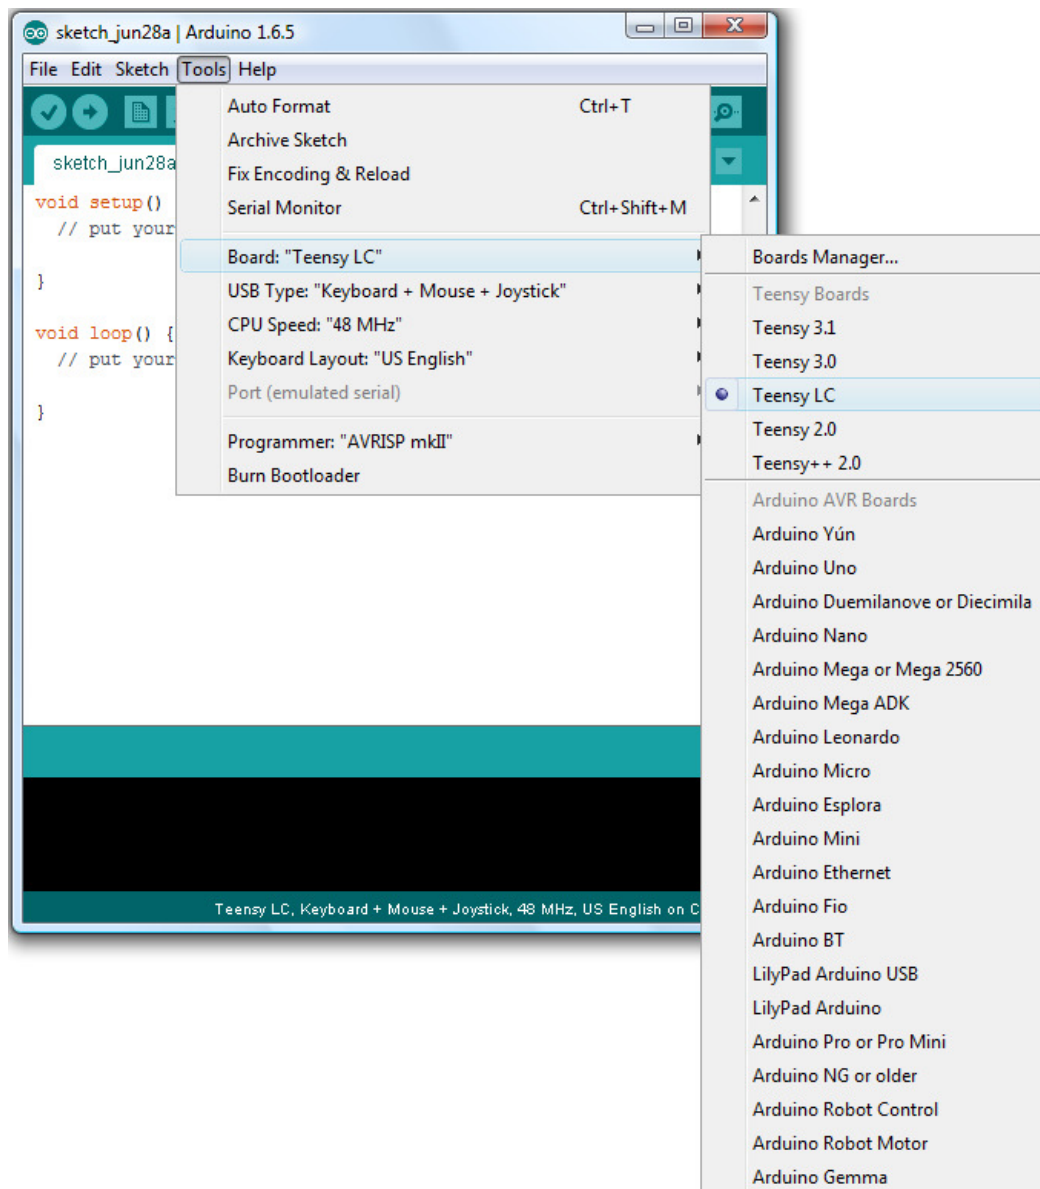 sketch_jun28a | Arduino 1.6.5
File Edit Sketch Tools Help
sketch_jun28a
void setup()
// put your
}
void loop() {
// put your
}
Auto Format Ctrl+T
Archive Sketch
Fix Encoding & Reload
Serial Monitor Ctrl+Shift+M
Board: "Teensy LC"
USB Type: "Keyboard + Mouse + Joystick"
CPU Speed: "48 MHz"
Keyboard Layout: "US English"
Port (emulated serial)
Programmer: "AVRISP mkII"
Burn Bootloader
Boards Manager...
Teensy Boards
Teensy 3.1
Teensy 3.0
Teensy LC
Teensy 2.0
Teensy++ 2.0
Arduino AVR Boards
Arduino Yún
Arduino Uno
Arduino Duemilanove or Diecimila
Arduino Nano
Arduino Mega or Mega 2560
Arduino Mega ADK
Arduino Leonardo
Arduino Micro
Arduino Esplora
Arduino Mini
Arduino Ethernet
Arduino Fio
Arduino BT
LilyPad Arduino USB
LilyPad Arduino
Arduino Pro or Pro Mini
Arduino NG or older
Arduino Robot Control
Arduino Robot Motor
Arduino Gemma
Teensy LC, Keyboard + Mouse + Joystick, 48 MHz, US English on C